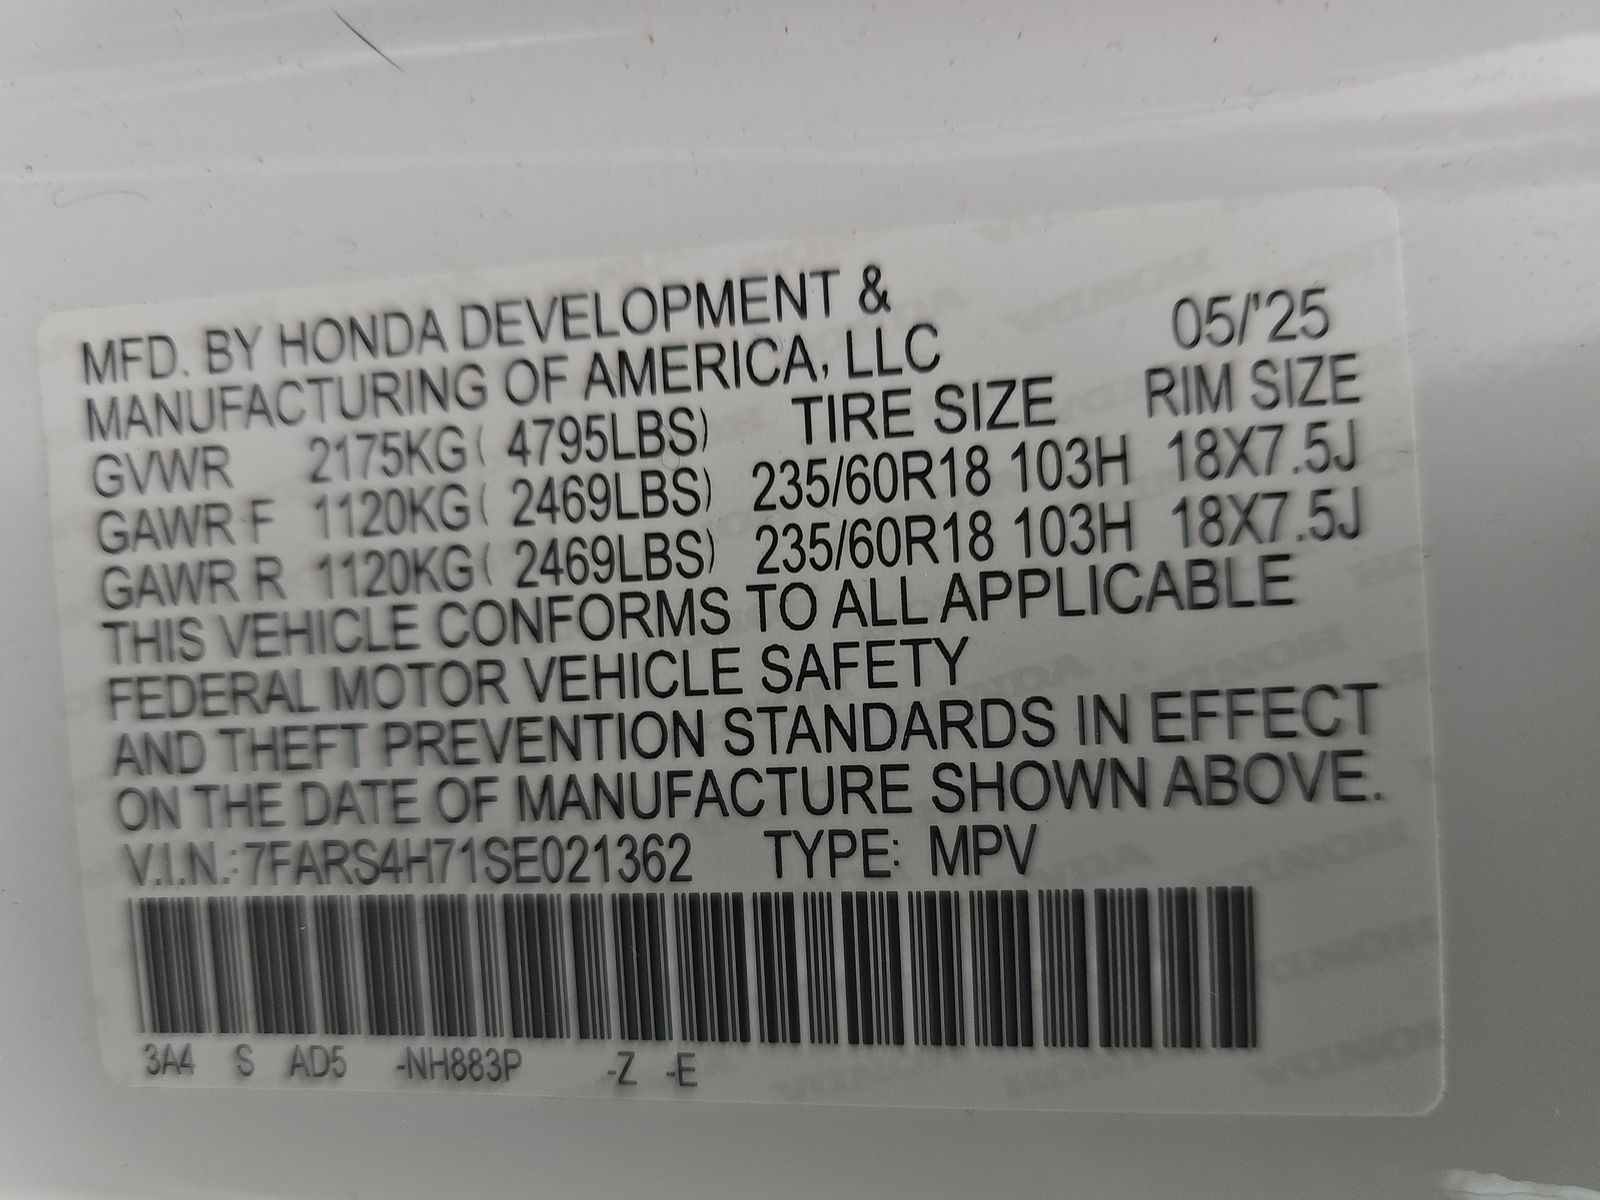 MFD. BY HONDA DEVELOPMENT &
MANUFACTURING OF AMERICA, LLC 05/'25
GVWR 2175KG( 4795LBS) TIRE SIZE RIM SIZE
GAWR F 1120KG( 2469LBS) 235/60R18 103H 18X7.5J
GAWR R 1120KG( 2469LBS) 235/60R18 103H 18X7.5J
THIS VEHICLE CONFORMS TO ALL APPLICABLE
FEDERAL MOTOR VEHICLE SAFETY
AND THEFT PREVENTION STANDARDS IN EFFECT
ON THE DATE OF MANUFACTURE SHOWN ABOVE.
V.I.N.: 7FARS4H71SE021362 TYPE: MPV
3A4 S AD5 -NH883P -Z -E